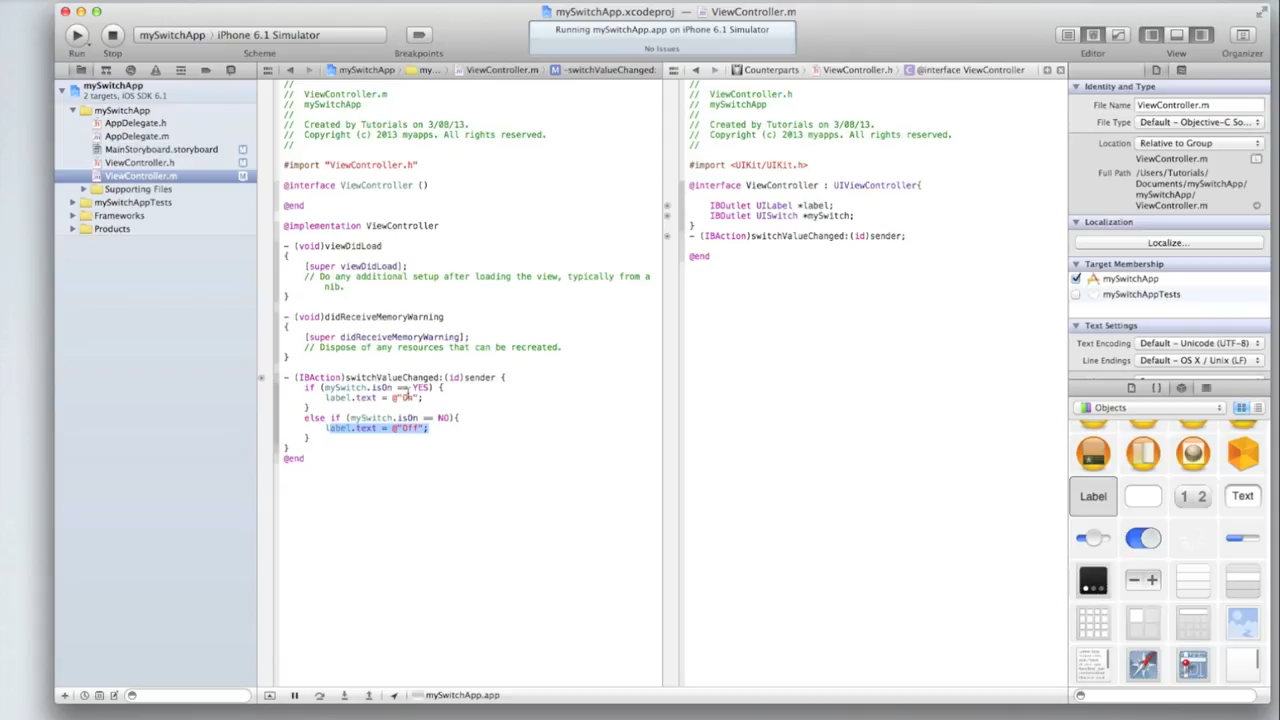 mySwitchApp.xcodeproj — ViewController.m
mySwitchApp iPhone 6.1 Simulator
Running mySwitchApp.app on iPhone 6.1 Simulator
No Issues
Run Stop Scheme Breakpoints Editor View Organizer
mySwitchApp
2 targets, iOS SDK 6.1
mySwitchApp
AppDelegate.h
AppDelegate.m
MainStoryboard.storyboard M
ViewController.h M
ViewController.m M
Supporting Files
mySwitchAppTests
Frameworks
Products
mySwitchApp my... ViewController.m M -switchValueChanged:
//
// ViewController.m
// mySwitchApp
//
// Created by Tutorials on 3/08/13.
// Copyright (c) 2013 myapps. All rights reserved.
//
#import "ViewController.h"
@interface ViewController ()
@end
@implementation ViewController
- (void)viewDidLoad
{
[super viewDidLoad];
// Do any additional setup after loading the view, typically from a
nib.
}
- (void)didReceiveMemoryWarning
{
[super didReceiveMemoryWarning];
// Dispose of any resources that can be recreated.
}
- (IBAction)switchValueChanged:(id)sender {
if (mySwitch.isOn == YES) {
label.text = @"On";
}
else if (mySwitch.isOn == NO){
label.text = @"Off";
}
}
@end
Counterparts ViewController.h C @interface ViewController
//
// ViewController.h
// mySwitchApp
//
// Created by Tutorials on 3/08/13.
// Copyright (c) 2013 myapps. All rights reserved.
//
#import <UIKit/UIKit.h>
@interface ViewController : UIViewController{
IBOutlet UILabel *label;
IBOutlet UISwitch *mySwitch;
}
- (IBAction)switchValueChanged:(id)sender;
@end
Identity and Type
File Name ViewController.m
File Type Default - Objective-C So...
Location Relative to Group
ViewController.m
Full Path /Users/Tutorials/
Documents/mySwitchApp/
mySwitchApp/
ViewController.m
Localization
Localize...
Target Membership
mySwitchApp
mySwitchAppTests
Text Settings
Text Encoding Default - Unicode (UTF-8)
Line Endings Default - OS X / Unix (LF)
{ }
Objects
Label 1 2 Text
mySwitchApp.app